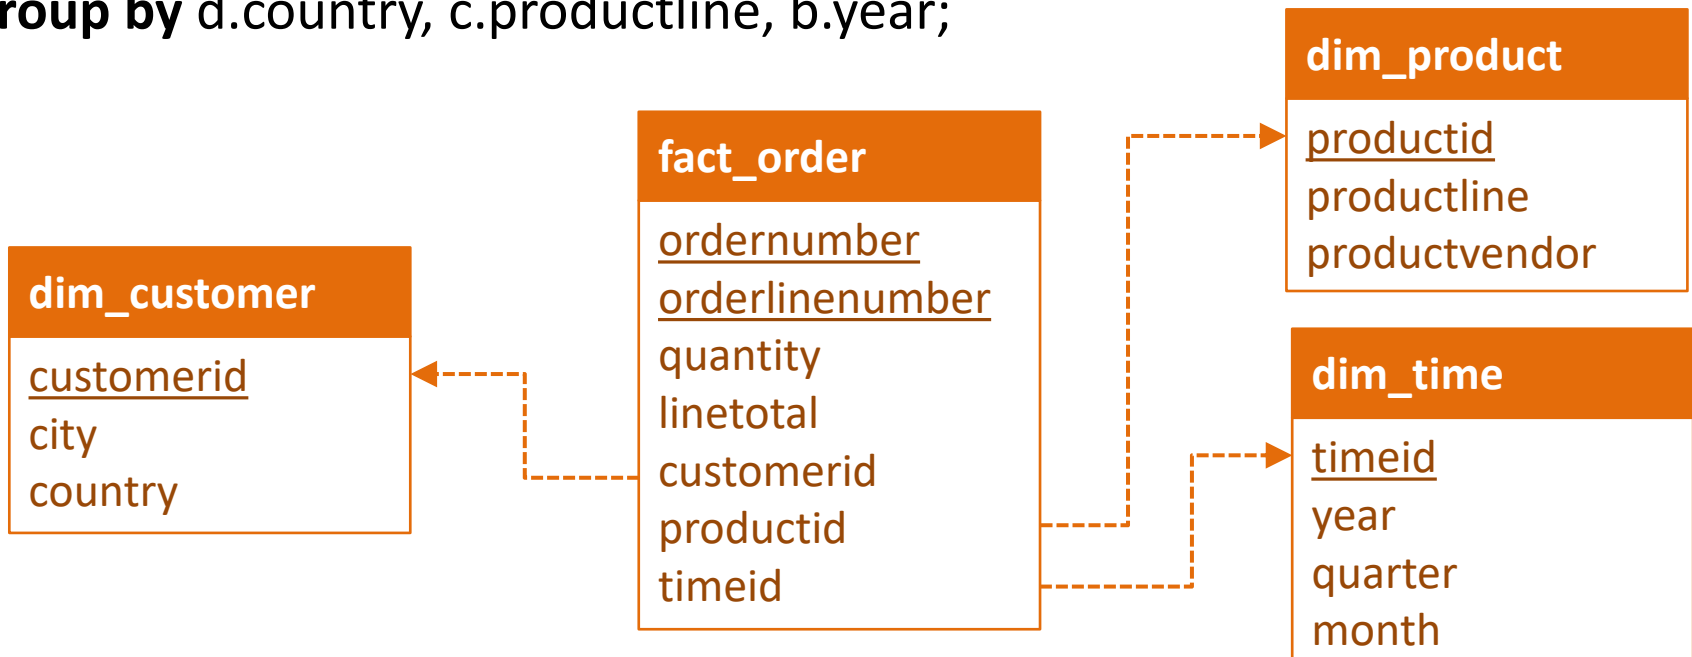 roup by d.country, c.productline, b.year;
dim_customer
customerid
city
country
fact_order
ordernumber
orderlinenumber
quantity
linetotal
customerid
productid
timeid
dim_product
productid
productline
productvendor
dim_time
timeid
year
quarter
month